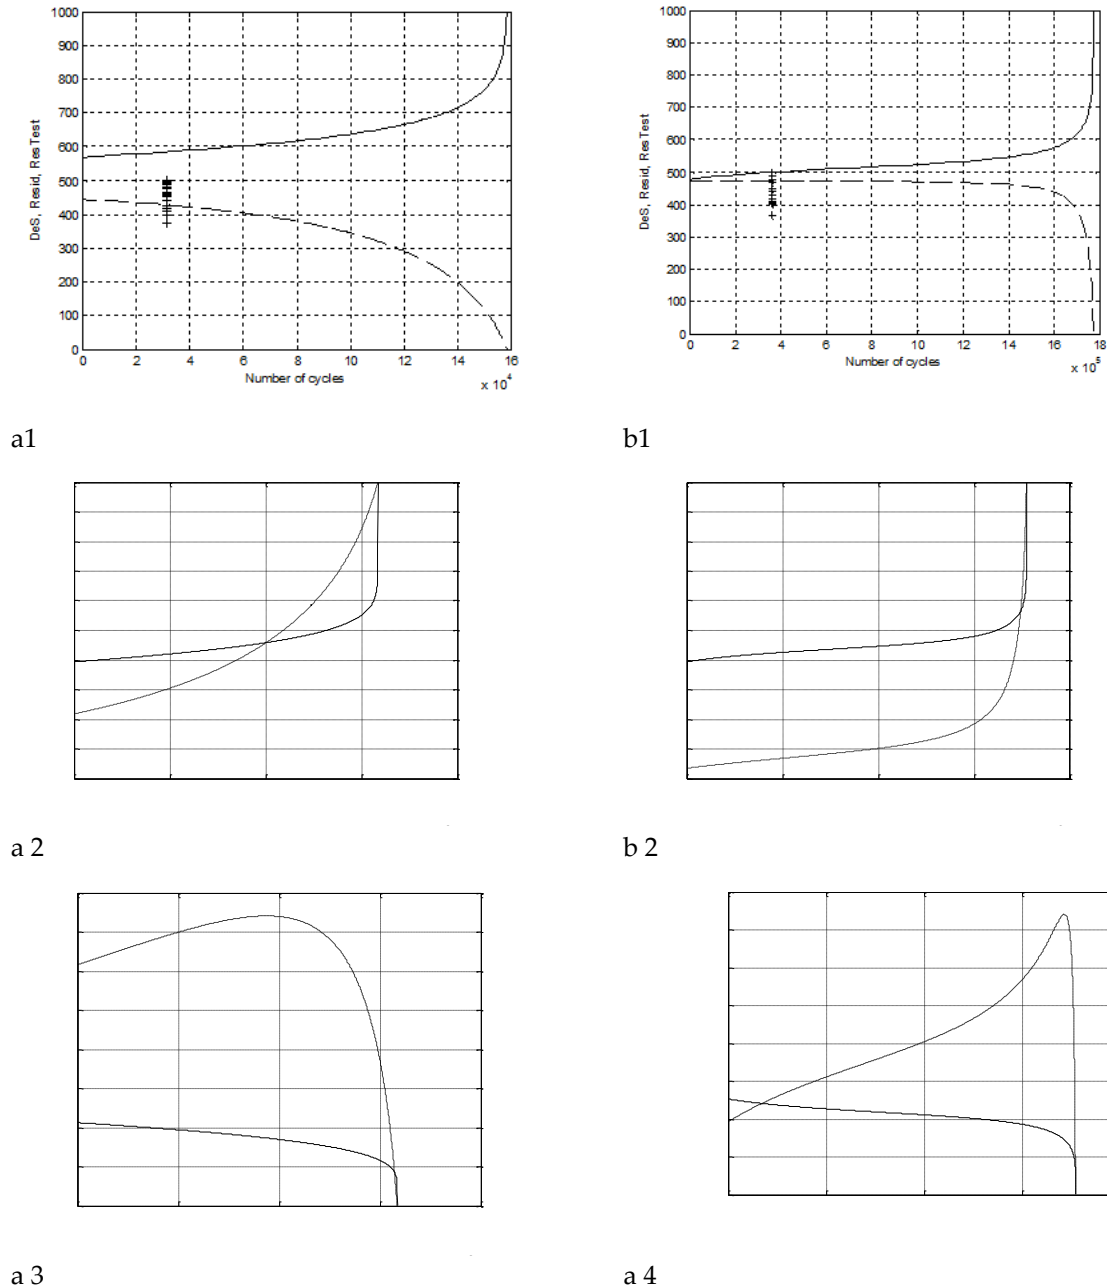 1000
900
800
700
600
500
400
300
200
100
0
DeS, Resid, ResTest
0 2 4 6 8 10 12 14 16
Number of cycles
x 10^4
1000
900
800
700
600
500
400
300
200
100
0
DeS, Resid, ResTest
0 2 4 6 8 10 12 14 16 18
Number of cycles
x 10^5
a1
b1
a 2
b 2
a 3
a 4